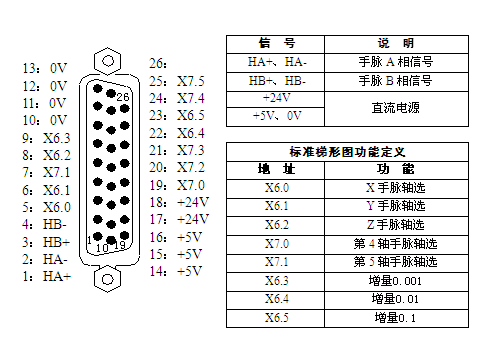 13: 0V
12: 0V
11: 0V
10: 0V
9: X6.3
8: X6.2
7: X7.1
6: X6.1
5: X6.0
4: HB-
3: HB+
2: HA-
1: HA+
26
1
10
19
26:
25: X7.5
24: X7.4
23: X6.5
22: X6.4
21: X7.3
20: X7.2
19: X7.0
18: +24V
17: +24V
16: +5V
15: +5V
14: +5V
信 号 说 明
HA+、HA- 手脉 A 相信号
HB+、HB- 手脉 B 相信号
+24V
直流电源
+5V、0V
标准梯形图功能定义
地 址 功 能
X6.0 X 手脉轴选
X6.1 Y 手脉轴选
X6.2 Z 手脉轴选
X7.0 第 4 轴手脉轴选
X7.1 第 5 轴手脉轴选
X6.3 增量0.001
X6.4 增量0.01
X6.5 增量0.1